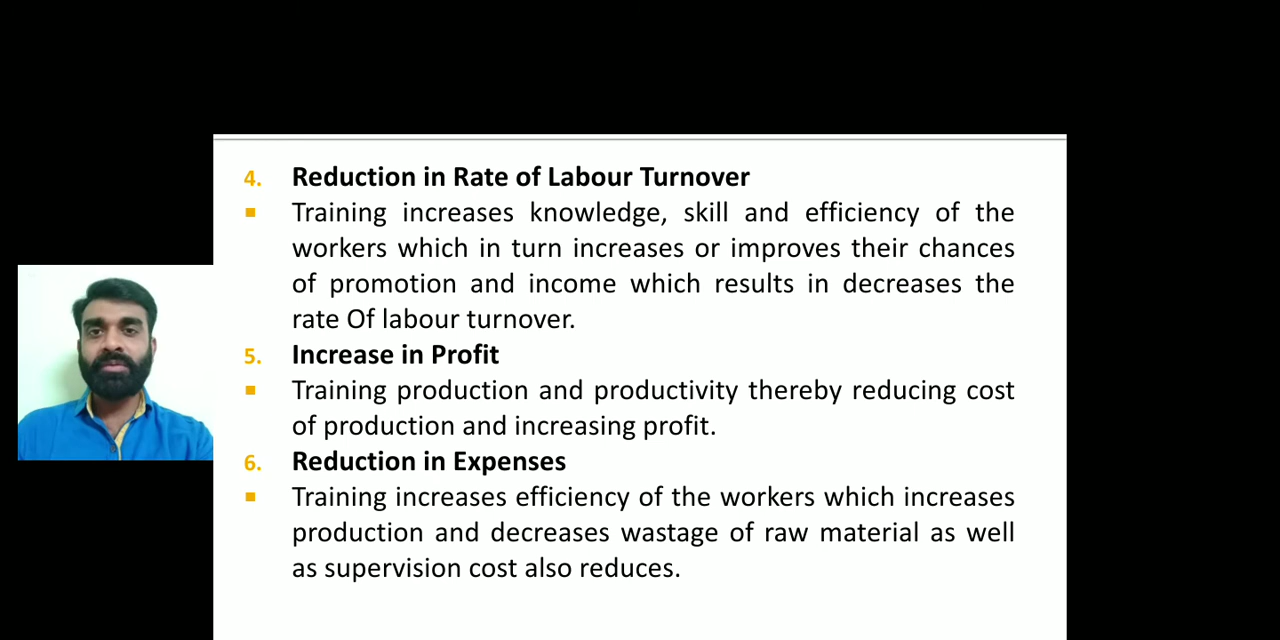 4. Reduction in Rate of Labour Turnover
▪ Training increases knowledge, skill and efficiency of the
workers which in turn increases or improves their chances
of promotion and income which results in decreases the
rate Of labour turnover.
5. Increase in Profit
▪ Training production and productivity thereby reducing cost
of production and increasing profit.
6. Reduction in Expenses
▪ Training increases efficiency of the workers which increases
production and decreases wastage of raw material as well
as supervision cost also reduces.